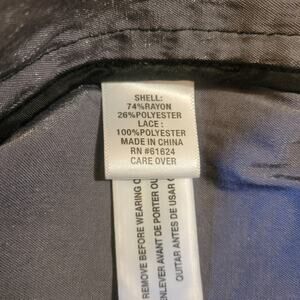 SHELL:
74%RAYON
26%POLYESTER
LACE :
100%POLYESTER
MADE IN CHINA
RN #61624
CARE OVER
REMOVE BEFORE WEARING O
ENLEVER AVANT DE PORTER OU
QUITAR ANTES DE USAR O